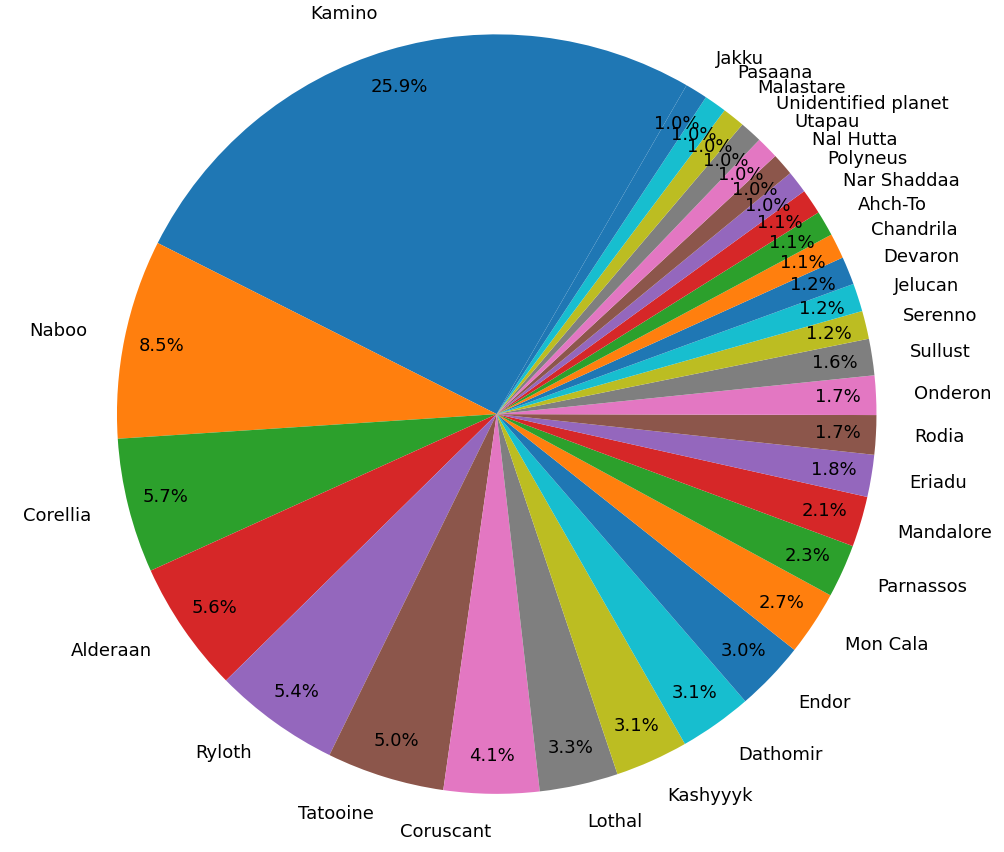 Kamino
25.9%
Naboo
8.5%
Corellia
5.7%
Alderaan
5.6%
Ryloth
5.4%
Tatooine
5.0%
Coruscant
4.1%
Lothal
3.3%
Kashyyyk
3.1%
Dathomir
3.1%
Endor
3.0%
Mon Cala
2.7%
Parnassos
2.3%
Mandalore
2.1%
Eriadu
1.8%
Rodia
1.7%
Onderon
1.7%
Sullust
1.6%
Serenno
1.2%
Jelucan
1.2%
Devaron
1.2%
Chandrila
1.1%
Ahch-To
1.1%
Nar Shaddaa
1.1%
Polyneus
1.0%
Nal Hutta
1.0%
Utapau
1.0%
Unidentified planet
1.0%
Malastare
1.0%
Pasaana
1.0%
Jakku
1.0%